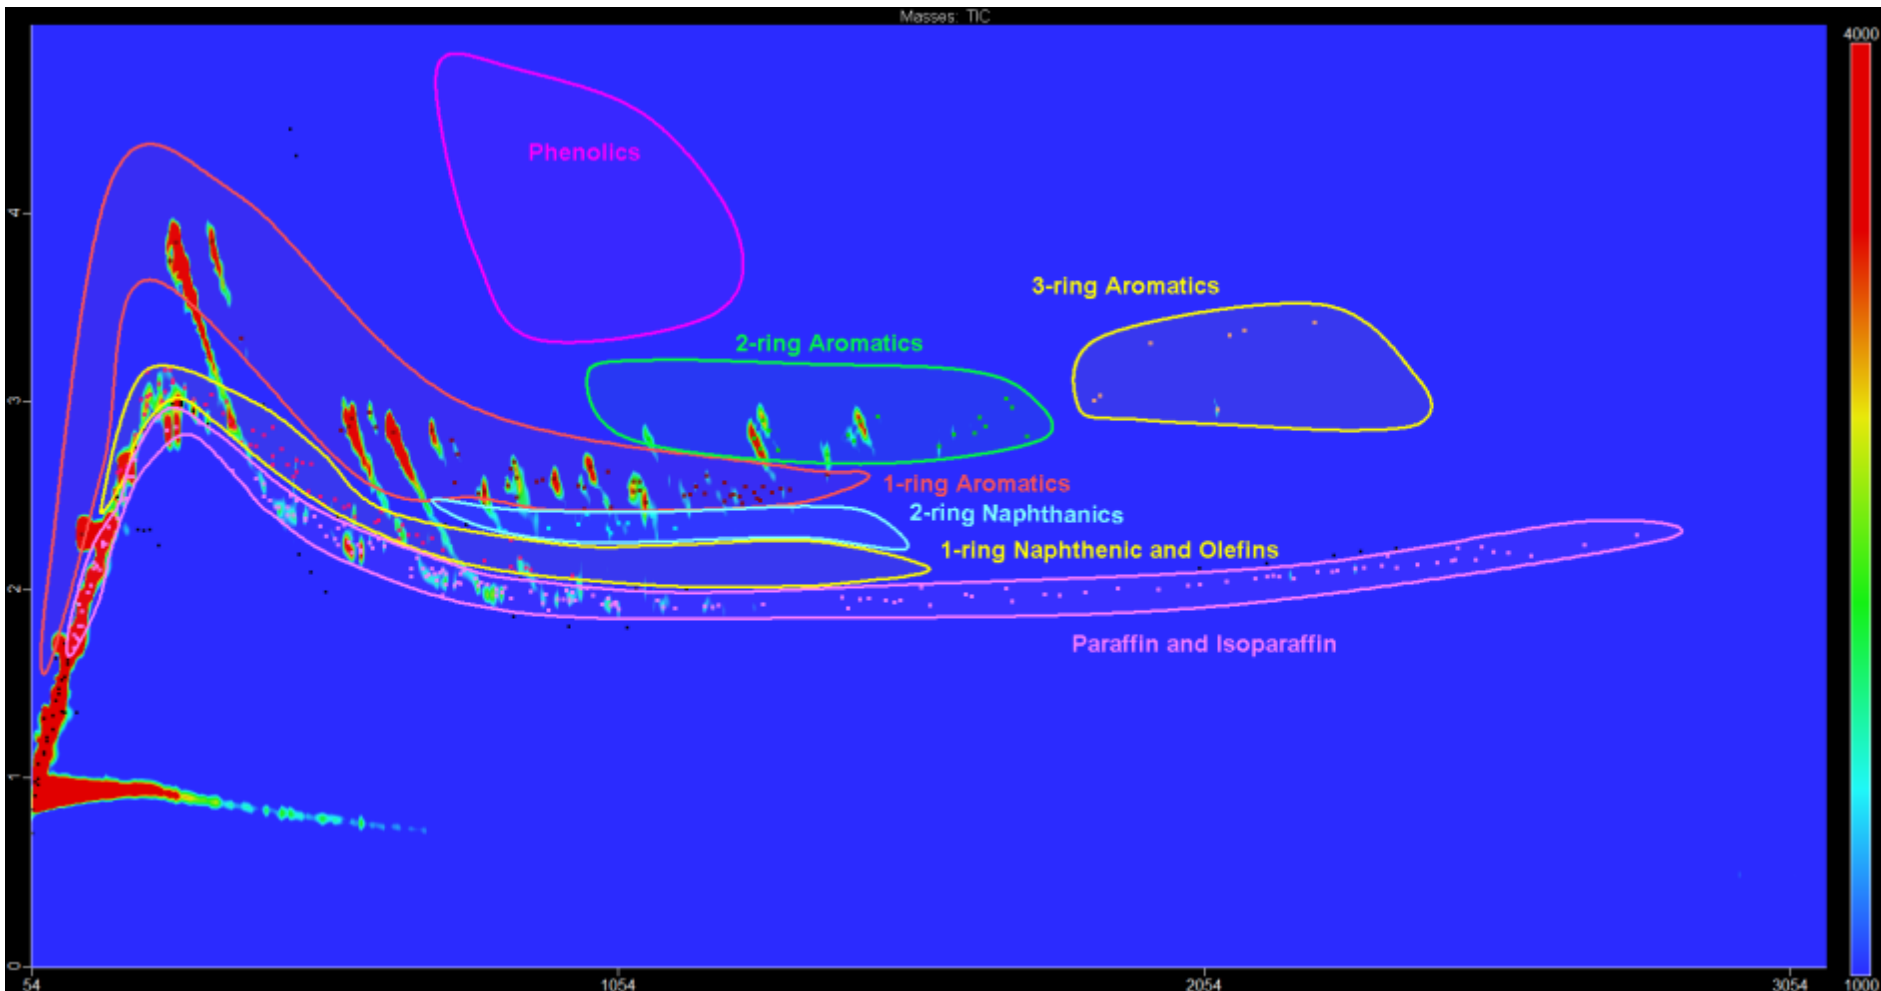 Masses: TIC
4000
Phenolics
4
3-ring Aromatics
2-ring Aromatics
3
1-ring Aromatics
2-ring Naphthanics
1-ring Naphthenic and Olefins
2
Paraffin and Isoparaffin
1
0
54
1054
2054
3054
1000